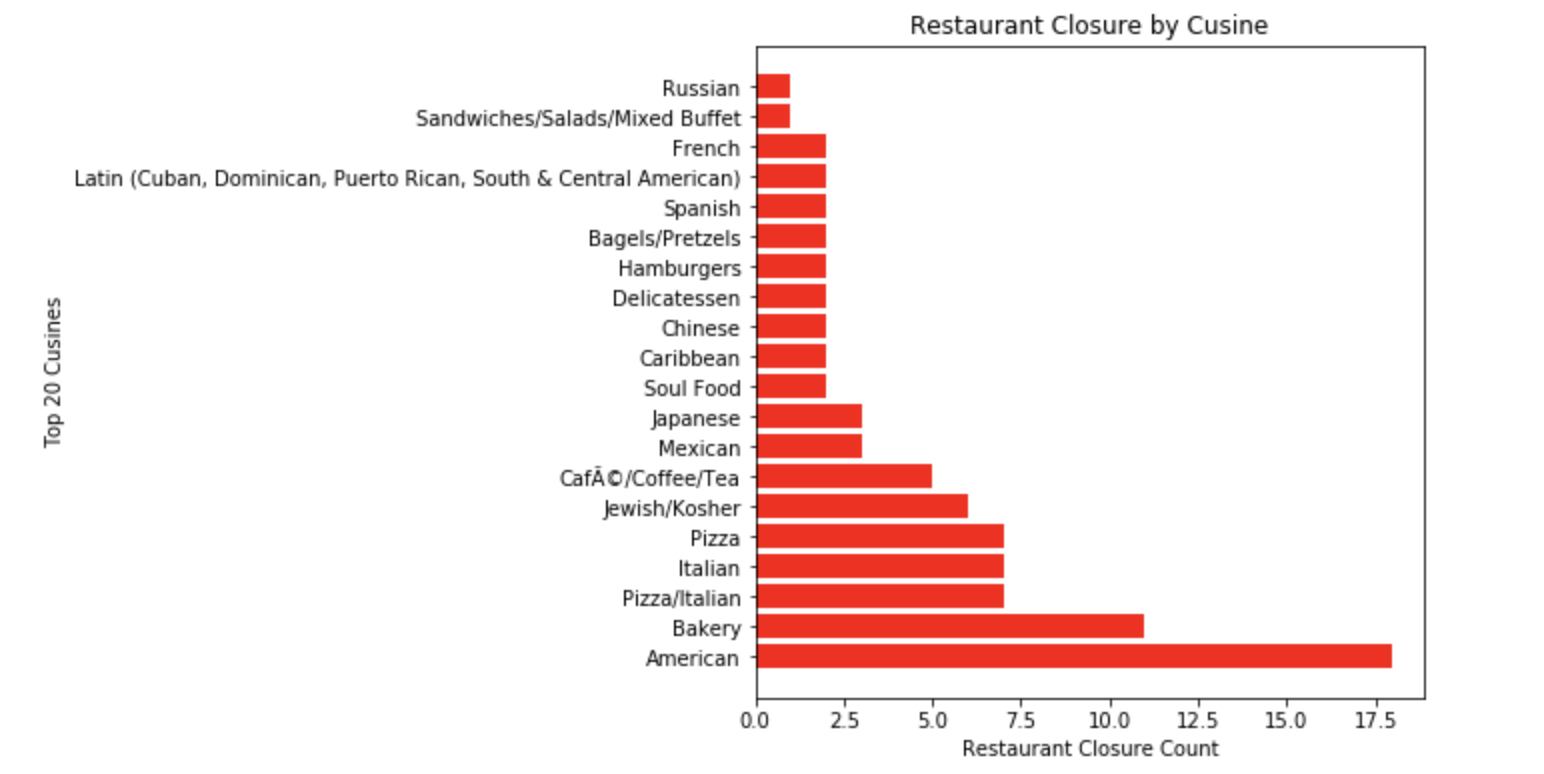 Restaurant Closure by Cusine
Russian
Sandwiches/Salads/Mixed Buffet
French
Latin (Cuban, Dominican, Puerto Rican, South & Central American)
Spanish
Bagels/Pretzels
Hamburgers
Delicatessen
Chinese
Caribbean
Soul Food
Japanese
Mexican
CafÃ©/Coffee/Tea
Jewish/Kosher
Pizza
Italian
Pizza/Italian
Bakery
American
Top 20 Cusines
0.0 2.5 5.0 7.5 10.0 12.5 15.0 17.5
Restaurant Closure Count